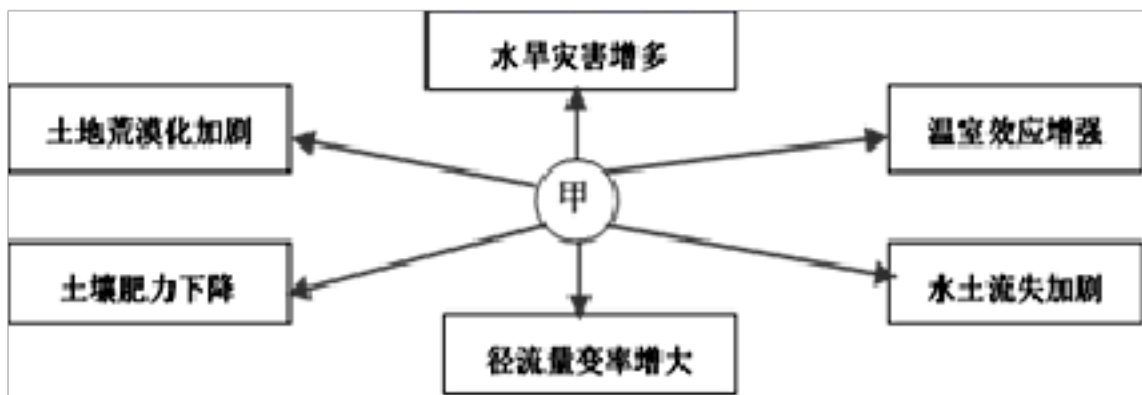 水旱灾害增多
土地荒漠化加剧
温室效应增强
甲
土壤肥力下降
水土流失加剧
径流量变率增大